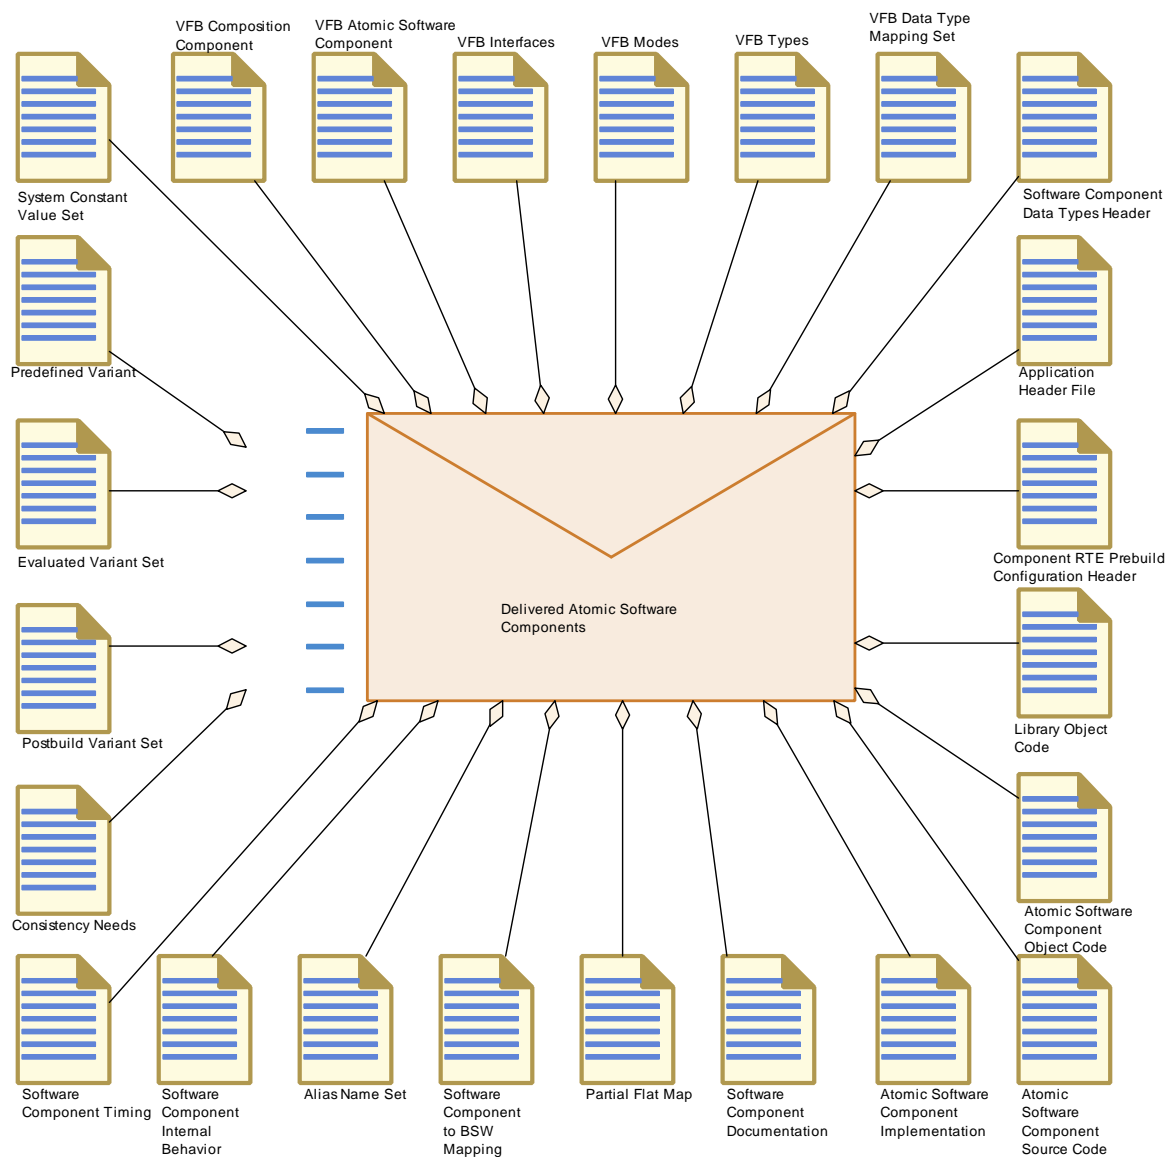 VFB Composition
Component
VFB Atomic Software
Component
VFB Interfaces
VFB Modes
VFB Types
VFB Data Type
Mapping Set
System Constant
Value Set
Software Component
Data Types Header
Predefined Variant
Application
Header File
Evaluated Variant Set
Component RTE Prebuild
Configuration Header
Delivered Atomic Software
Components
Postbuild Variant Set
Library Object
Code
Consistency Needs
Atomic Software
Component
Object Code
Software
Component Timing
Software
Component
Internal
Behavior
Alias Name Set
Software
Component
to BSW
Mapping
Partial Flat Map
Software
Component
Documentation
Atomic Software
Component
Implementation
Atomic
Software
Component
Source Code